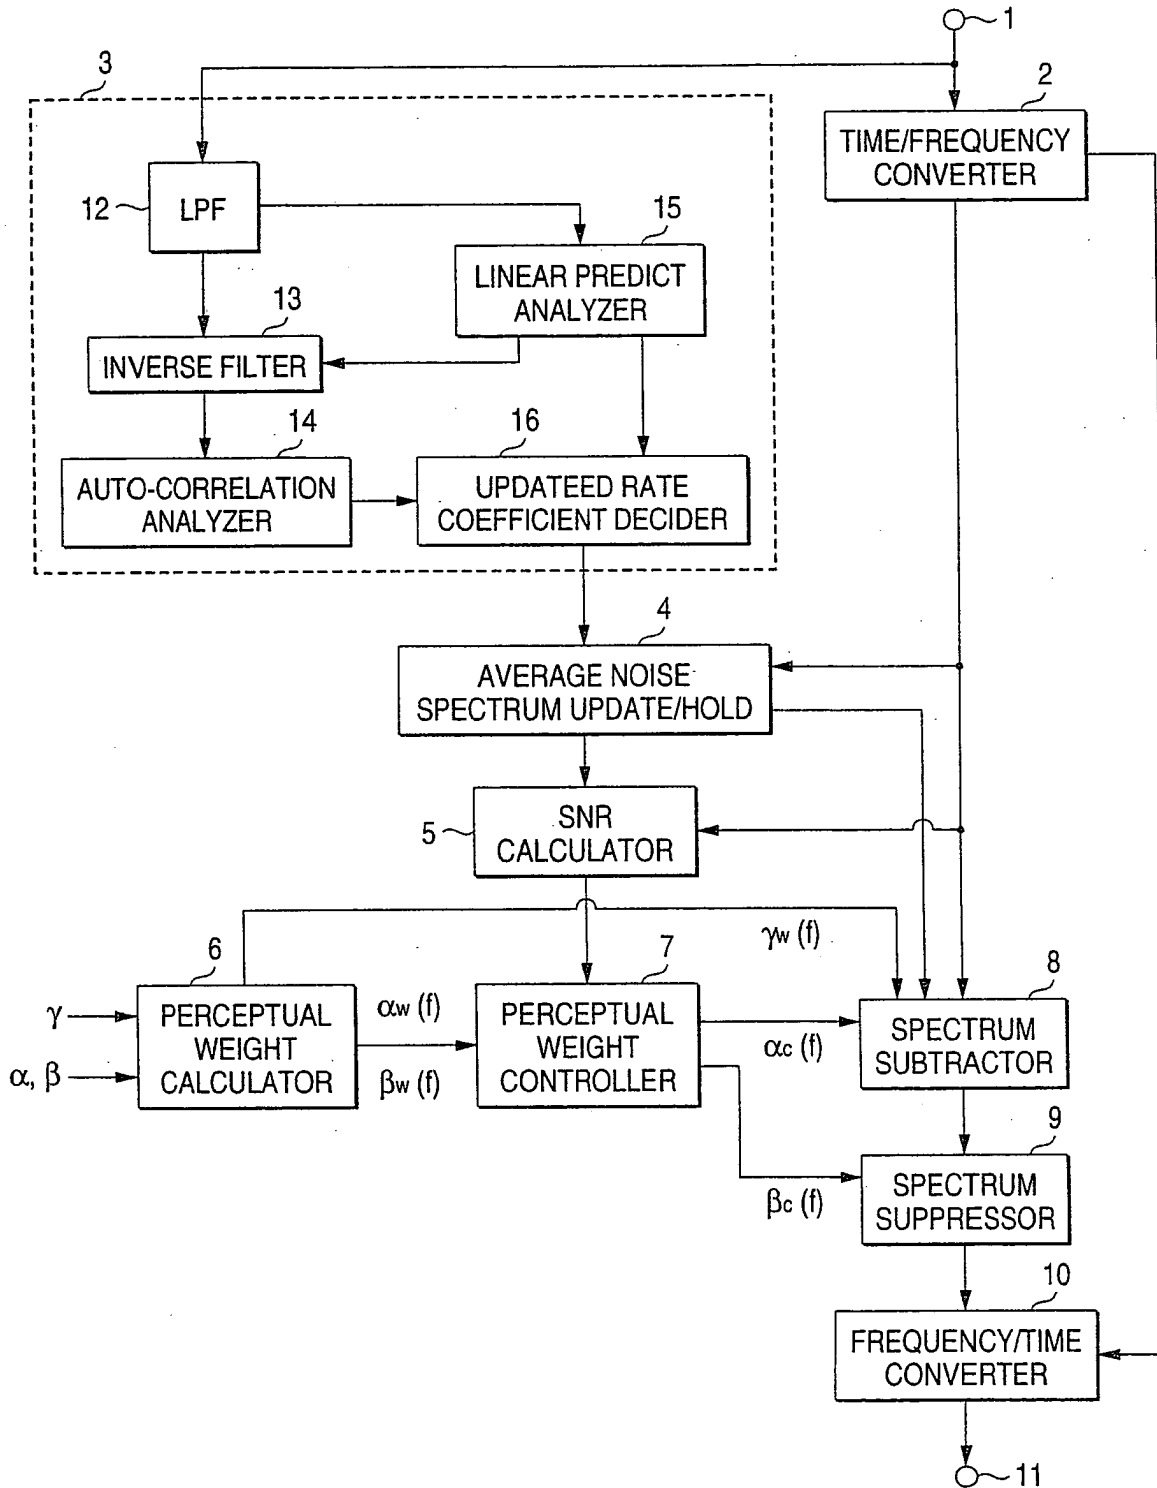 1
3
2
TIME/FREQUENCY
CONVERTER
12
LPF
15
LINEAR PREDICT
ANALYZER
13
INVERSE FILTER
14
16
AUTO-CORRELATION
ANALYZER
UPDATEED RATE
COEFFICIENT DECIDER
4
AVERAGE NOISE
SPECTRUM UPDATE/HOLD
5
SNR
CALCULATOR
γw (f)
6
7
8
γ
α, β
PERCEPTUAL
WEIGHT
CALCULATOR
αw (f)
βw (f)
PERCEPTUAL
WEIGHT
CONTROLLER
αc (f)
SPECTRUM
SUBTRACTOR
9
βc (f)
SPECTRUM
SUPPRESSOR
10
FREQUENCY/TIME
CONVERTER
11